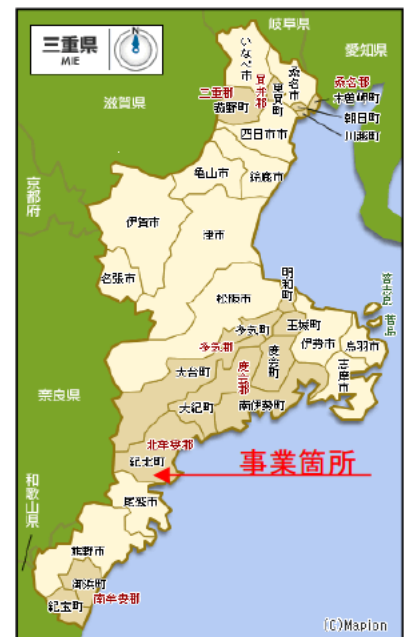 岐阜県
三重県
MIE
N
愛知県
滋賀県
いなべ市
桑名市
桑名郡
木曽岬町
員弁郡
東員町
三重郡
菰野町
朝日町
川越町
四日市市
亀山市
鈴鹿市
京都府
伊賀市
津市
名張市
松阪市
明和町
答志島
菅島
多気町
玉城町
伊勢市
鳥羽市
多気郡
度会町
大台町
度会郡
志摩市
奈良県
大紀町
南伊勢町
北牟婁郡
紀北町
事業箇所
和歌山県
尾鷲市
熊野市
御浜町
紀宝町
南牟婁郡
(C)Mapion